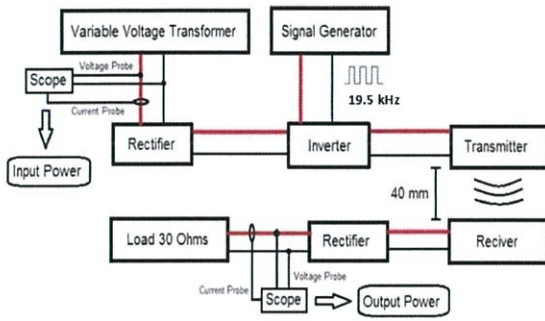 Variable Voltage Transformer
Signal Generator
Voltage Probe
Scope
Current Probe
19.5 kHz
Input Power
Rectifier
Inverter
Transmitter
40 mm
Load 30 Ohms
Rectifier
Reciver
Voltage Probe
Current Probe
Scope
Output Power